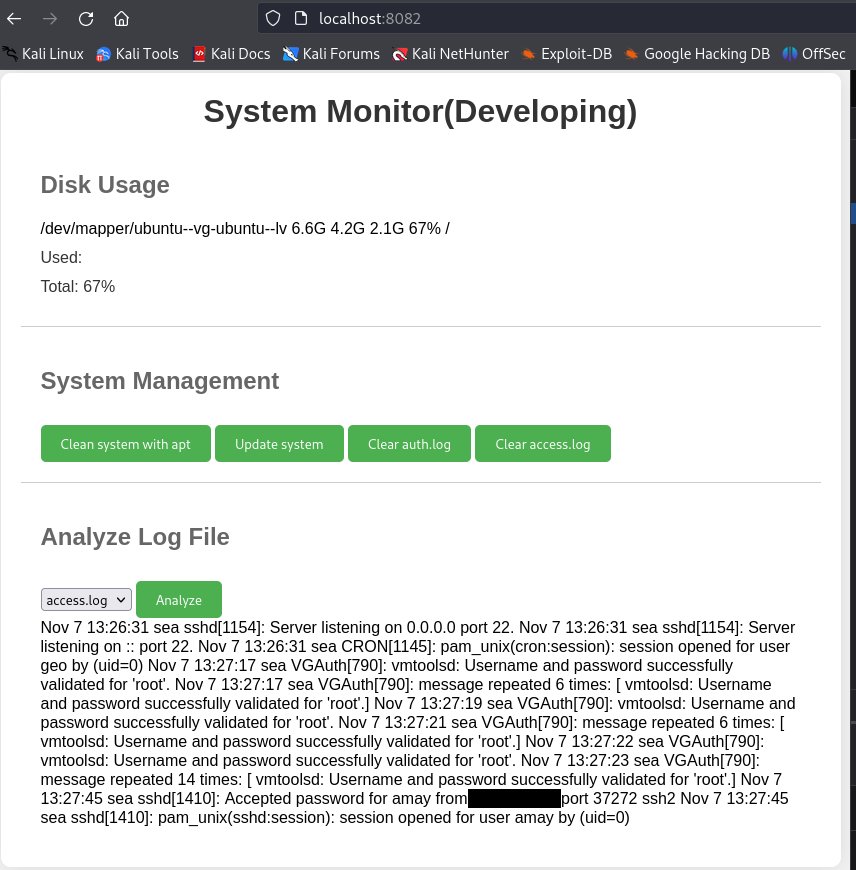 localhost:8082
Kali Linux Kali Tools Kali Docs Kali Forums Kali NetHunter Exploit-DB Google Hacking DB OffSec
System Monitor(Developing)
Disk Usage
/dev/mapper/ubuntu--vg-ubuntu--lv 6.6G 4.2G 2.1G 67% /
Used:
Total: 67%
System Management
Clean system with apt Update system Clear auth.log Clear access.log
Analyze Log File
access.log Analyze
Nov 7 13:26:31 sea sshd[1154]: Server listening on 0.0.0.0 port 22. Nov 7 13:26:31 sea sshd[1154]: Server
listening on :: port 22. Nov 7 13:26:31 sea CRON[1145]: pam_unix(cron:session): session opened for user
geo by (uid=0) Nov 7 13:27:17 sea VGAuth[790]: vmtoolsd: Username and password successfully
validated for 'root'. Nov 7 13:27:17 sea VGAuth[790]: message repeated 6 times: [ vmtoolsd: Username
and password successfully validated for 'root'.] Nov 7 13:27:19 sea VGAuth[790]: vmtoolsd: Username and
password successfully validated for 'root'. Nov 7 13:27:21 sea VGAuth[790]: message repeated 6 times: [
vmtoolsd: Username and password successfully validated for 'root'.] Nov 7 13:27:22 sea VGAuth[790]:
vmtoolsd: Username and password successfully validated for 'root'. Nov 7 13:27:23 sea VGAuth[790]:
message repeated 14 times: [ vmtoolsd: Username and password successfully validated for 'root'.] Nov 7
13:27:45 sea sshd[1410]: Accepted password for amay from port 37272 ssh2 Nov 7 13:27:45
sea sshd[1410]: pam_unix(sshd:session): session opened for user amay by (uid=0)